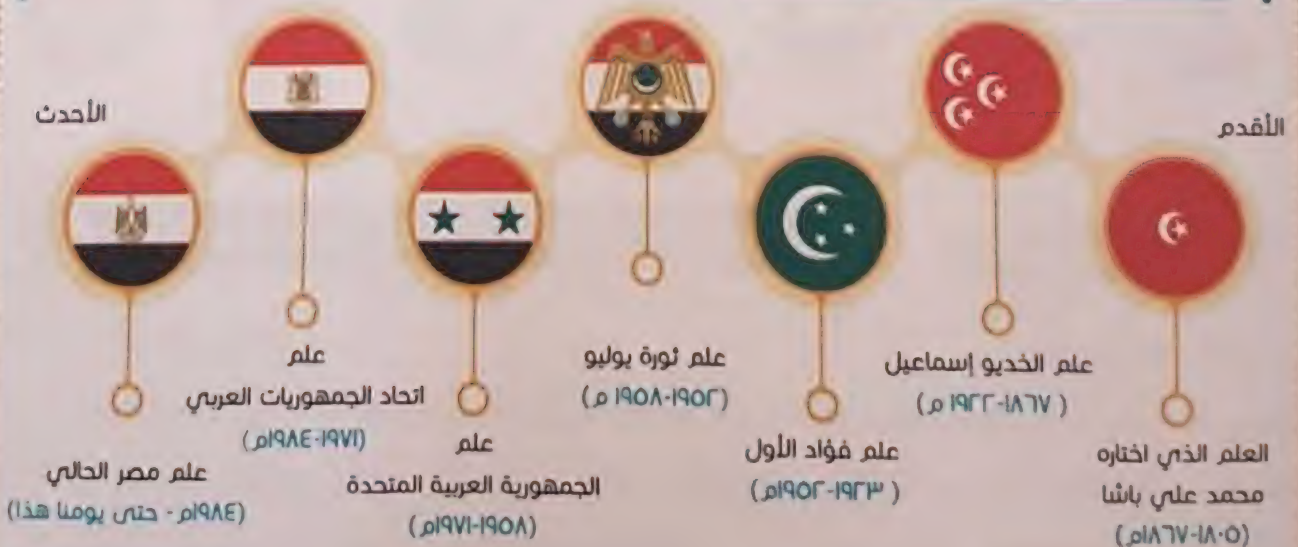 الأقدم
العلم الذي اختاره
محمد علي باشا
(١٨٠٥-١٨٦٧م)
علم الخديو إسماعيل
(١٨٦٧-١٩٢٢ م)
علم فؤاد الأول
(١٩٢٣-١٩٥٢م)
علم ثورة يوليو
(١٩٥٢-١٩٥٨ م)
علم
الجمهورية العربية المتحدة
(١٩٥٨-١٩٧١م)
علم
اتحاد الجمهوريات العربي
(١٩٧١-١٩٨٤م)
علم مصر الحالي
(١٩٨٤م - حتى يومنا هذا)
الأحدث